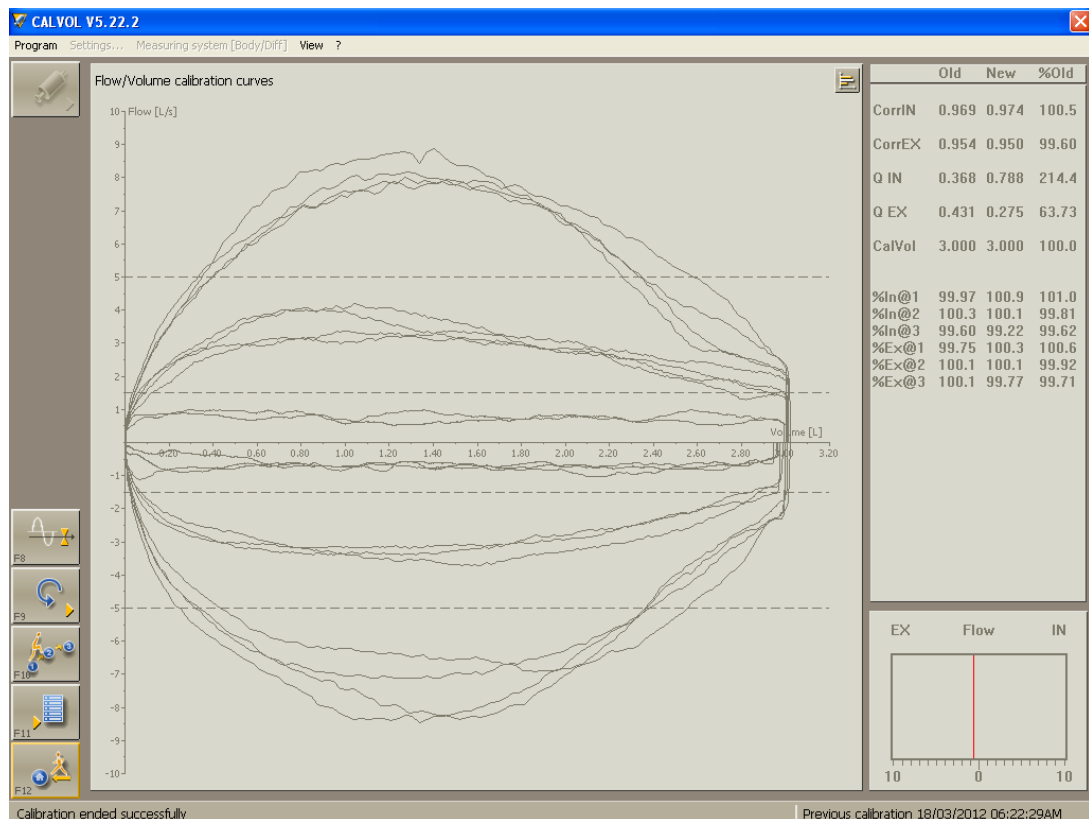 CALVOL V5.22.2
Program Settings... Measuring system [Body/Diff] View ?
Flow/Volume calibration curves
10 Flow [L/s]
9
8
7
6
5
4
3
2
1
Volume [L]
0.20 0.40 0.60 0.80 1.00 1.20 1.40 1.60 1.80 2.00 2.20 2.40 2.60 2.80 3.00 3.20
-1
-2
-3
-4
-5
-6
-7
-8
-9
-10
F8
F9
1 2 3
F10
F11
F12
Old New %Old
CorrIN 0.969 0.974 100.5
CorrEX 0.954 0.950 99.60
Q IN 0.368 0.788 214.4
Q EX 0.431 0.275 63.73
CalVol 3.000 3.000 100.0
%In@1 99.97 100.9 101.0
%In@2 100.3 100.1 99.81
%In@3 99.60 99.22 99.62
%Ex@1 99.75 100.3 100.6
%Ex@2 100.1 100.1 99.92
%Ex@3 100.1 99.77 99.71
EX Flow IN
10 0 10
Calibration ended successfully
Previous calibration 18/03/2012 06:22:29AM